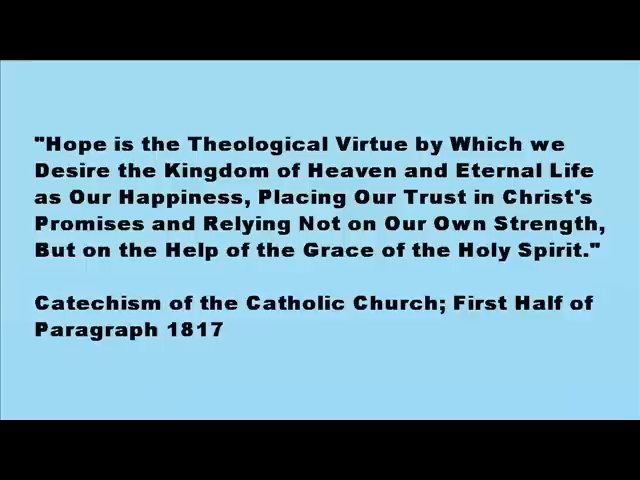 "Hope is the Theological Virtue by Which we
Desire the Kingdom of Heaven and Eternal Life
as Our Happiness, Placing Our Trust in Christ's
Promises and Relying Not on Our Own Strength,
But on the Help of the Grace of the Holy Spirit."
Catechism of the Catholic Church; First Half of
Paragraph 1817